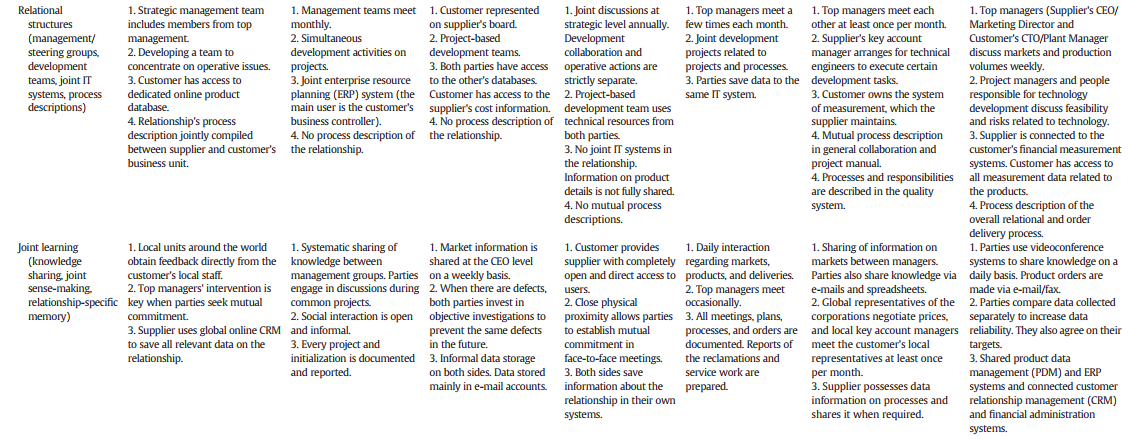 Relational
structures
(management/
steering groups,
development
teams, joint IT
systems, process
descriptions)
1. Strategic management team
includes members from top
management.
2. Developing a team to
concentrate on operative issues.
3. Customer has access to
dedicated online product
database.
4. Relationship's process
description jointly compiled
between supplier and customer's
business unit.
1. Management teams meet
monthly.
2. Simultaneous
development activities on
projects.
3. Joint enterprise resource
planning (ERP) system (the
main user is the customer's
business controller).
4. No process description of
the relationship.
1. Customer represented
on supplier's board.
2. Project-based
development teams.
3. Both parties have access
to the other's databases.
Customer has access to the
supplier's cost information.
4. No process description of
the relationship.
1. Joint discussions at
strategic level annually.
Development
collaboration and
operative actions are
strictly separate.
2. Project-based
development team uses
technical resources from
both parties.
3. No joint IT systems in
the relationship.
Information on product
details is not fully shared.
4. No mutual process
descriptions.
1. Top managers meet a
few times each month.
2. Joint development
projects related to
projects and processes.
3. Parties save data to the
same IT system.
1. Top managers meet each
other at least once per month.
2. Supplier's key account
manager arranges for technical
engineers to execute certain
development tasks.
3. Customer owns the system
of measurement, which the
supplier maintains.
4. Mutual process description
in general collaboration and
project manual.
4. Processes and responsibilities
are described in the quality
system.
1. Top managers (Supplier's CEO/
Marketing Director and
Customer's CTO/Plant Manager
discuss markets and production
volumes weekly.
2. Project managers and people
responsible for technology
development discuss feasibility
and risks related to technology.
3. Supplier is connected to the
customer's financial measurement
systems. Customer has access to
all measurement data related to
the products.
4. Process description of the
overall relational and order
delivery process.
Joint learning
(knowledge
sharing, joint
sense-making,
relationship-specific
memory)
1. Local units around the world
obtain feedback directly from the
customer's local staff.
2. Top managers' intervention is
key when parties seek mutual
commitment.
3. Supplier uses global online CRM
to save all relevant data on the
relationship.
1. Systematic sharing of
knowledge between
management groups. Parties
engage in discussions during
common projects.
2. Social interaction is open
and informal.
3. Every project and
initialization is documented
and reported.
1. Market information is
shared at the CEO level
on a weekly basis.
2. When there are defects,
both parties invest in
objective investigations to
prevent the same defects
in the future.
3. Informal data storage
on both sides. Data stored
mainly in e-mail accounts.
1. Customer provides
supplier with completely
open and direct access to
users.
2. Close physical
proximity allows parties
to establish mutual
commitment in
face-to-face meetings.
3. Both sides save
information about the
relationship in their own
systems.
1. Daily interaction
regarding markets,
products, and deliveries.
2. Top managers meet
occasionally.
3. All meetings, plans,
processes, and orders are
documented. Reports of
the reclamations and
service work are
prepared.
1. Sharing of information on
markets between managers.
Parties also share knowledge via
e-mails and spreadsheets.
2. Global representatives of the
corporations negotiate prices,
and local key account managers
meet the customer's local
representatives at least once
per month.
3. Supplier possesses data
information on processes and
shares it when required.
1. Parties use videoconference
systems to share knowledge on a
daily basis. Product orders are
made via e-mail/fax.
2. Parties compare data collected
separately to increase data
reliability. They also agree on their
targets.
3. Shared product data
management (PDM) and ERP
systems and connected customer
relationship management (CRM)
and financial administration
systems.